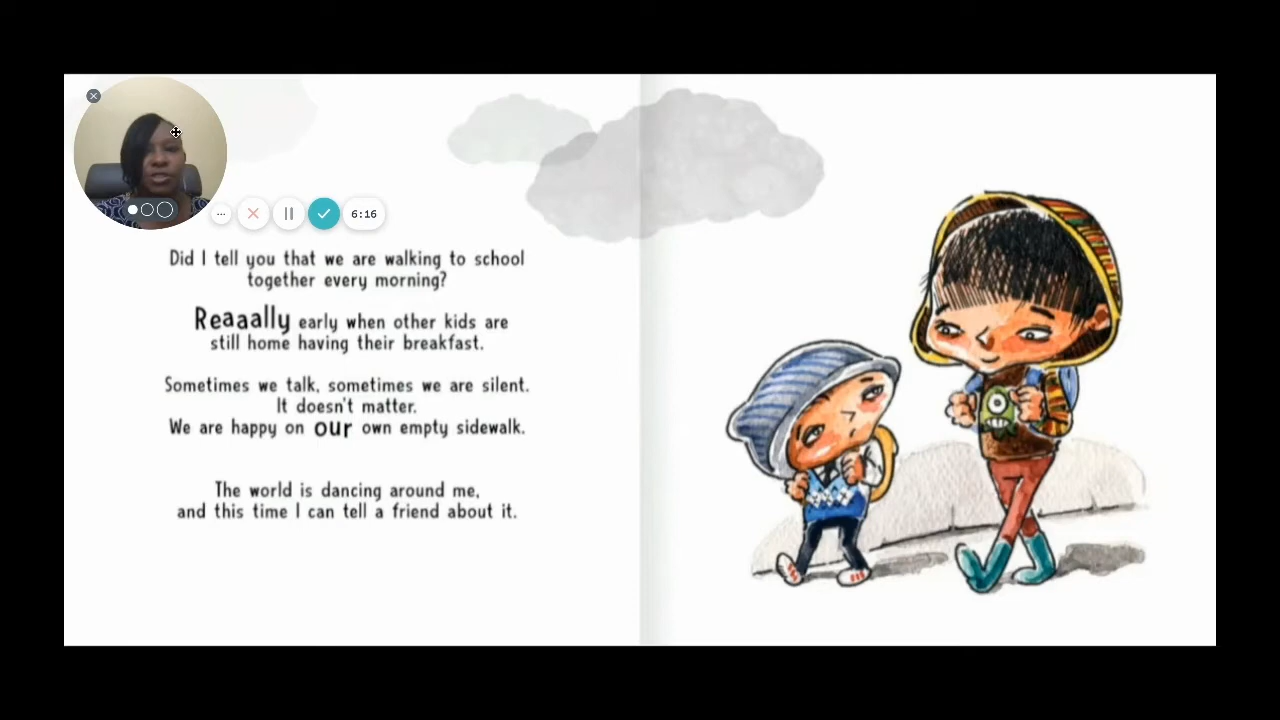 6:16
Did I tell you that we are walking to school
together every morning?
Reaaally early when other kids are
still home having their breakfast.
Sometimes we talk, sometimes we are silent.
It doesn't matter.
We are happy on our own empty sidewalk.
The world is dancing around me,
and this time I can tell a friend about it.